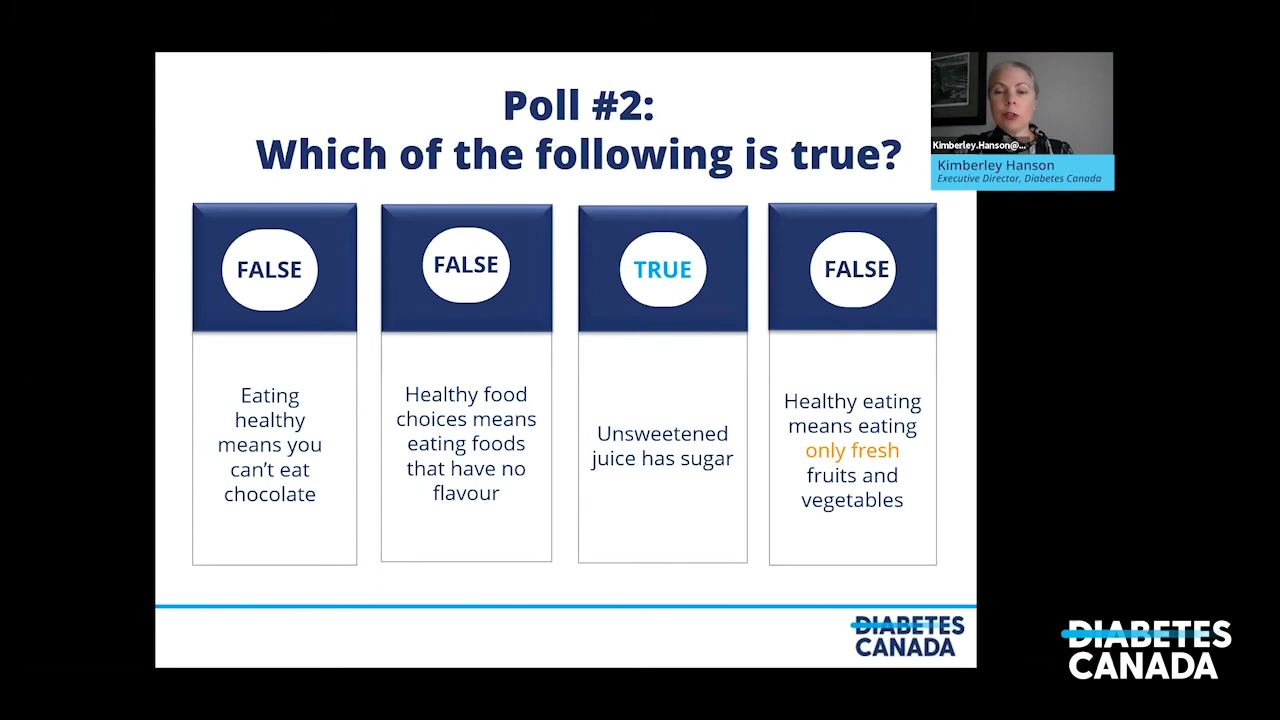 Poll #2:
Which of the following is true?
Kimberley.Hanson@...
Kimberley Hanson
Executive Director, Diabetes Canada
FALSE
Eating
healthy
means you
can't eat
chocolate
FALSE
Healthy food
choices means
eating foods
that have no
flavour
TRUE
Unsweetened
juice has sugar
FALSE
Healthy eating
means eating
only fresh
fruits and
vegetables
DIABETES
CANADA
DIABETES
CANADA